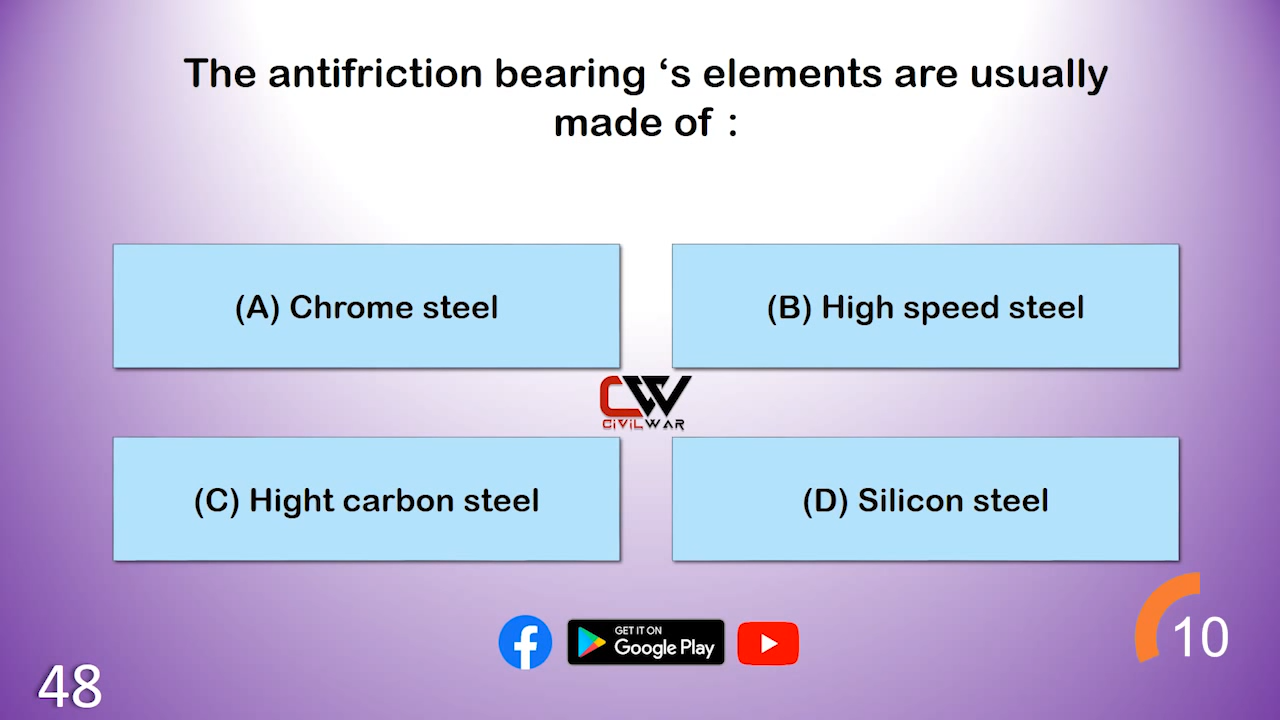 The antifriction bearing ‘s elements are usually
made of :
(A) Chrome steel
(B) High speed steel
CW
CiViLWAR
(C) Hight carbon steel
(D) Silicon steel
GET IT ON
Google Play
10
48